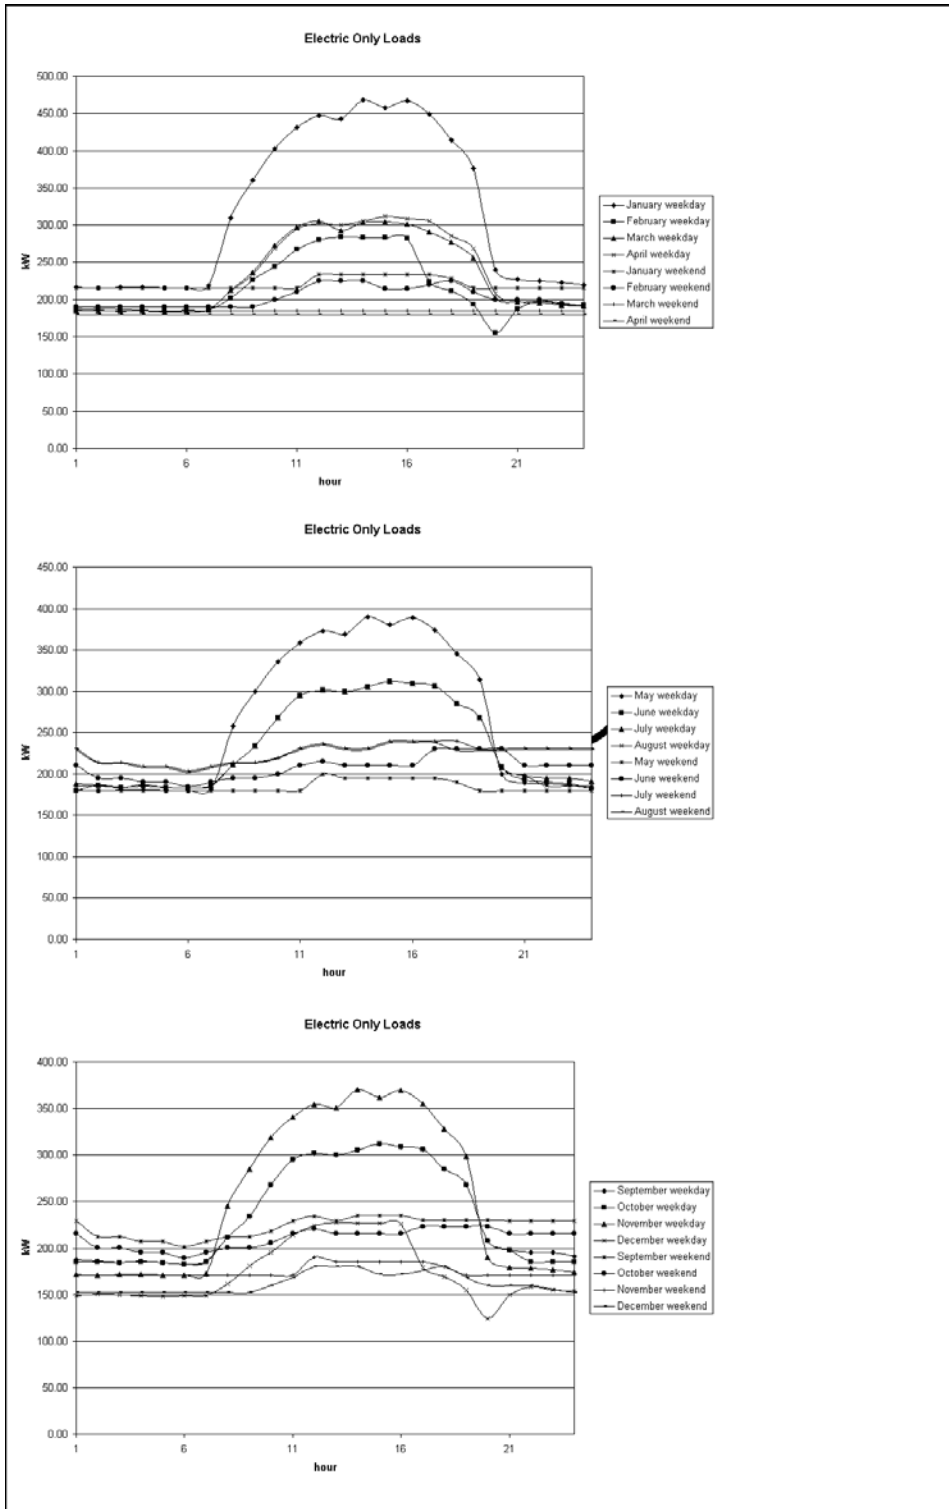 Electric Only Loads
500.00
450.00
400.00
350.00
300.00
250.00
200.00
150.00
100.00
50.00
0.00
kW
1 6 11 16 21
hour
January weekday
February weekday
March weekday
April weekday
January weekend
February weekend
March weekend
April weekend
Electric Only Loads
450.00
400.00
350.00
300.00
250.00
200.00
150.00
100.00
50.00
0.00
kW
1 6 11 16 21
hour
May weekday
June weekday
July weekday
August weekday
May weekend
June weekend
July weekend
August weekend
Electric Only Loads
400.00
350.00
300.00
250.00
200.00
150.00
100.00
50.00
0.00
kW
1 6 11 16 21
hour
September weekday
October weekday
November weekday
December weekday
September weekend
October weekend
November weekend
December weekend